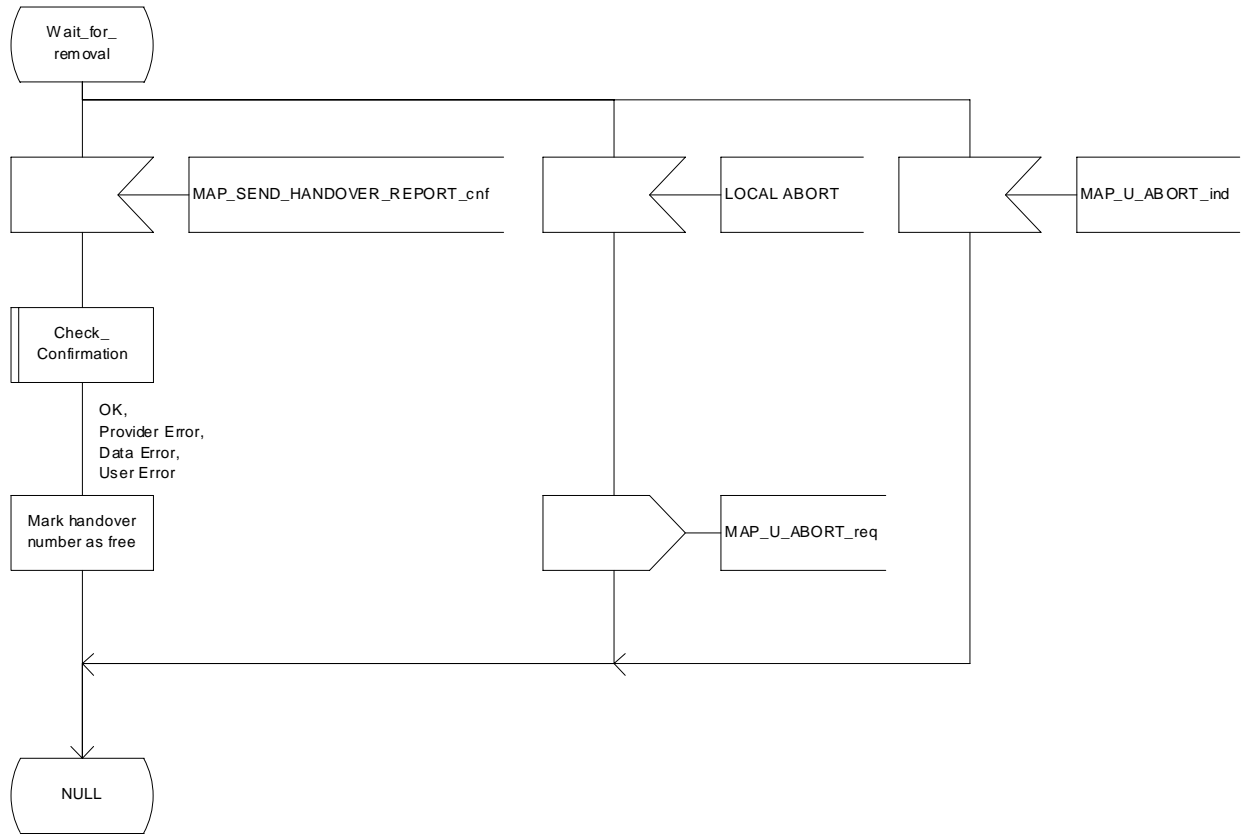 Wait_for_
removal
MAP_SEND_HANDOVER_REPORT_cnf
LOCAL ABORT
MAP_U_ABORT_ind
Check_
Confirmation
OK,
Provider Error,
Data Error,
User Error
Mark handover
number as free
MAP_U_ABORT_req
NULL